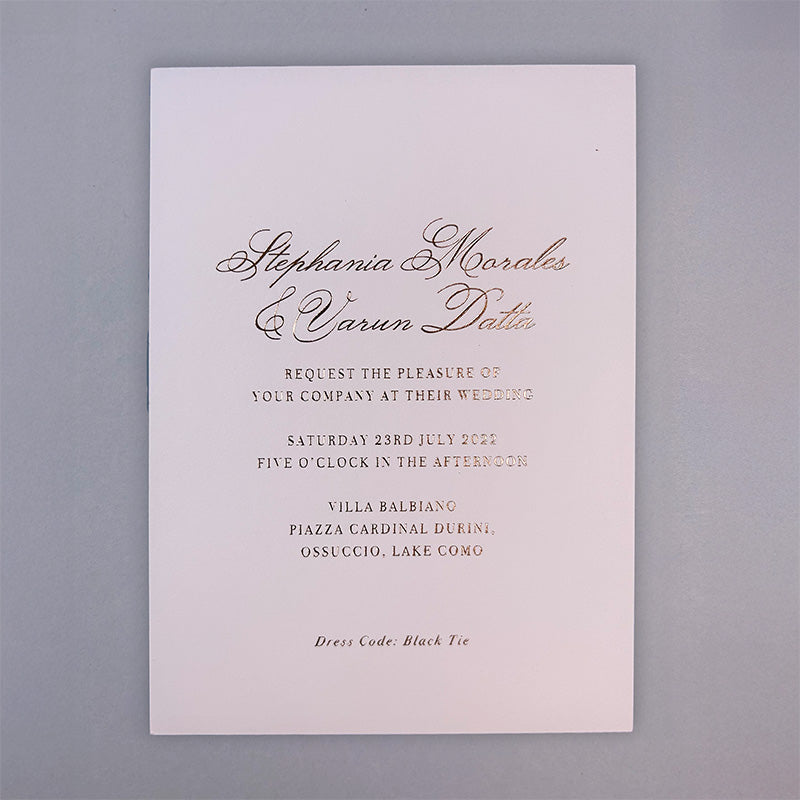 Stephania Morales
& Varun Datta
REQUEST THE PLEASURE OF
YOUR COMPANY AT THEIR WEDDING
SATURDAY 23RD JULY 2022
FIVE O'CLOCK IN THE AFTERNOON
VILLA BALBIANO
PIAZZA CARDINAL DURINI,
OSSUCCIO, LAKE COMO
Dress Code: Black Tie